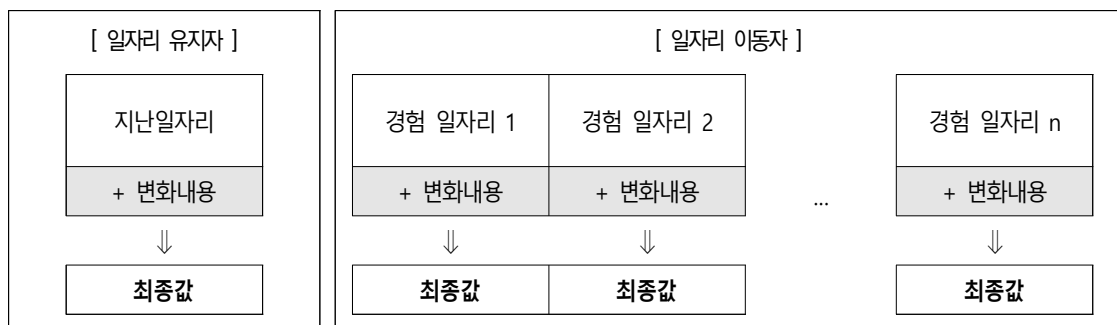 [ 일자리 유지자 ]
지난일자리
+ 변화내용
⇓
최종값
[ 일자리 이동자 ]
경험 일자리 1 경험 일자리 2 경험 일자리 n
+ 변화내용 + 변화내용 ... + 변화내용
⇓ ⇓ ⇓
최종값 최종값 최종값